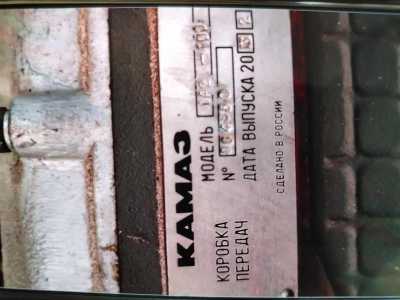 КАМАЗ
КОРОБКА
ПЕРЕДАЧ
МОДЕЛЬ
№
ДАТА ВЫПУСКА 20
СДЕЛАНО В РОССИИ